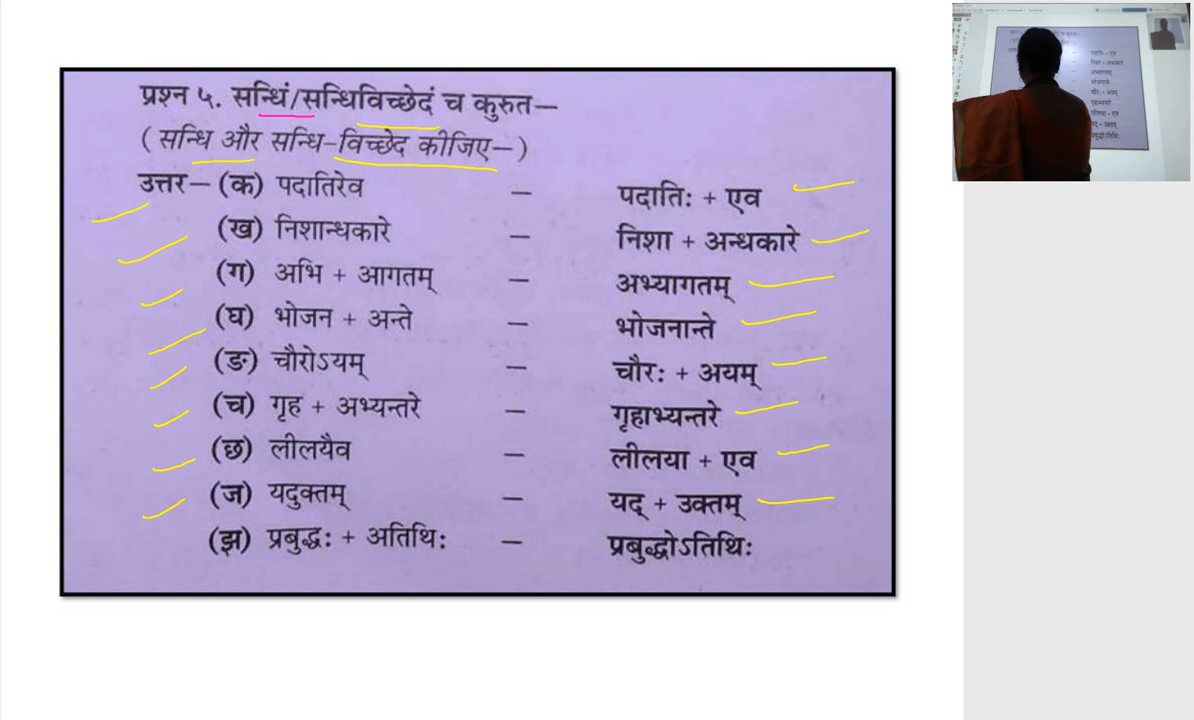 प्रश्न ५. सन्धिं/सन्धिविच्छेदं च कुरुत—
( सन्धि और सन्धि-विच्छेद कीजिए— )
उत्तर— (क) पदातिरेव — पदातिः + एव
(ख) निशान्धकारे — निशा + अन्धकारे
(ग) अभि + आगतम् — अभ्यागतम्
(घ) भोजन + अन्ते — भोजनान्ते
(ङ) चौरोऽयम् — चौरः + अयम्
(च) गृह + अभ्यन्तरे — गृहाभ्यन्तरे
(छ) लीलयैव — लीलया + एव
(ज) यदुक्तम् — यद् + उक्तम्
(झ) प्रबुद्धः + अतिथिः — प्रबुद्धोऽतिथिः